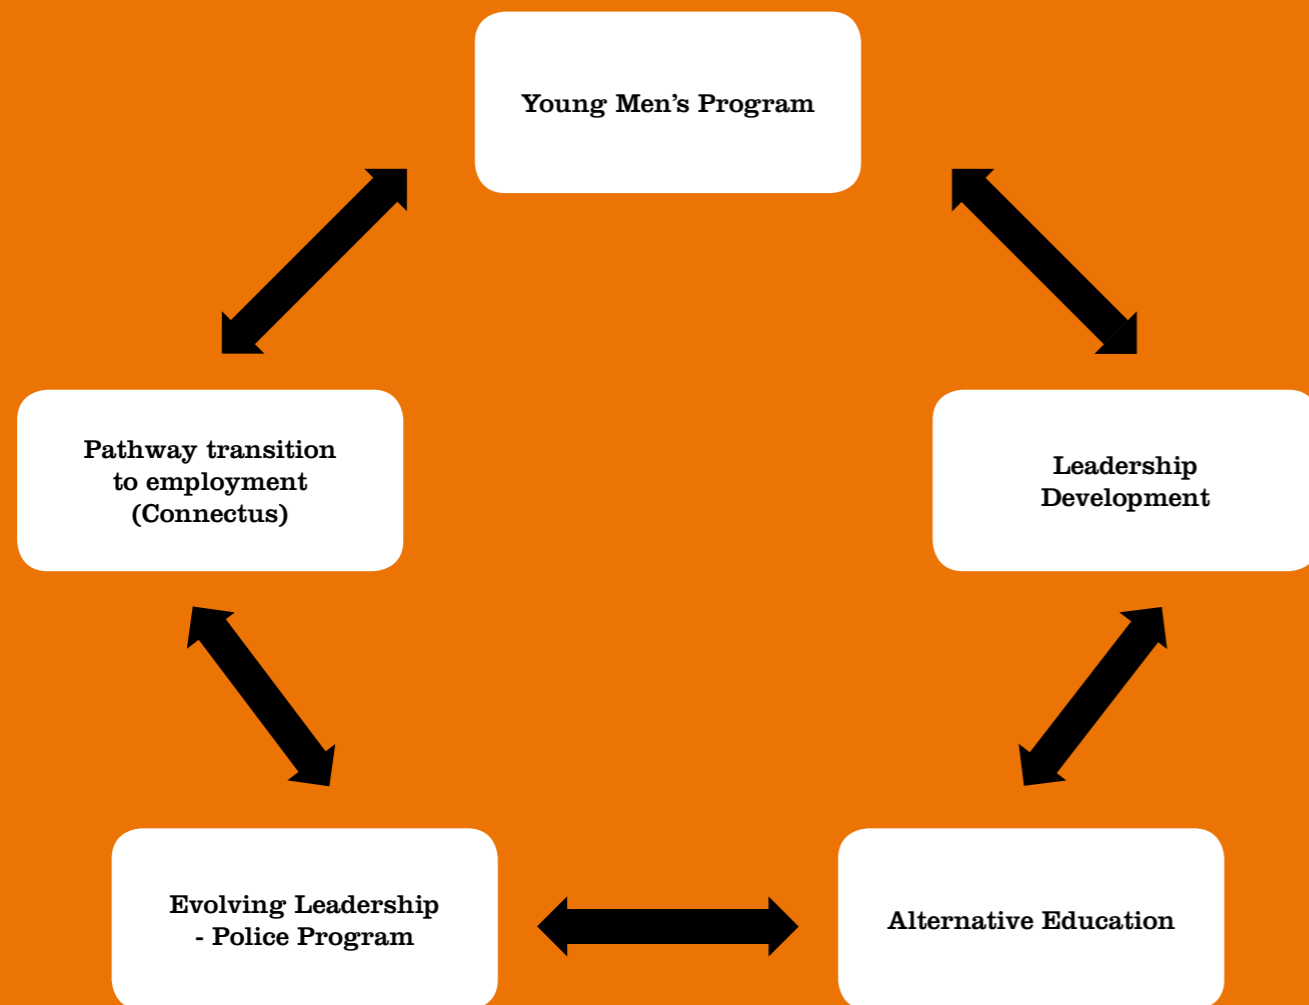 Young Men’s Program
Pathway transition
to employment
(Connectus)
Leadership
Development
Evolving Leadership
- Police Program
Alternative Education